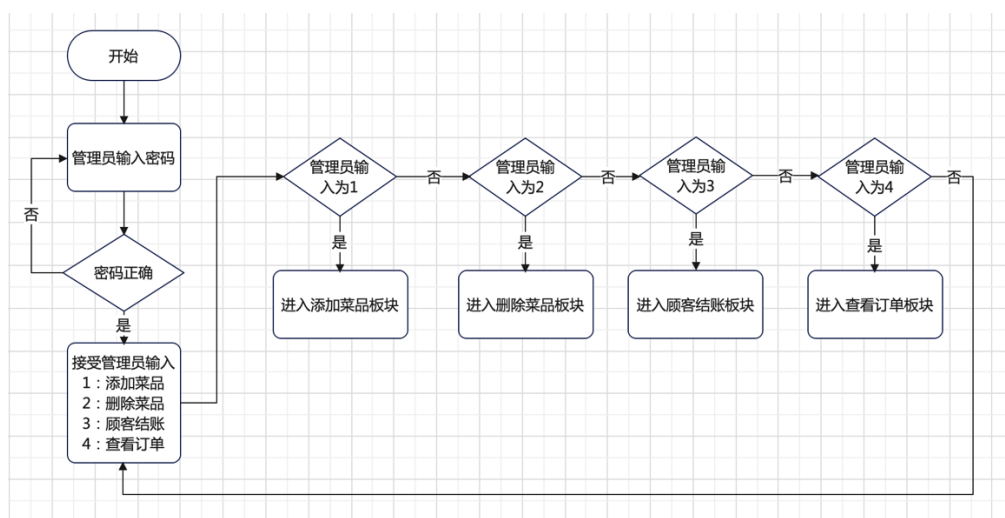 开始
管理员输入密码
否
密码正确
是
接受管理员输入
1：添加菜品
2：删除菜品
3：顾客结账
4：查看订单
管理员输
入为1
否
管理员输
入为2
否
管理员输
入为3
否
管理员输
入为4
否
是
是
是
是
进入添加菜品板块
进入删除菜品板块
进入顾客结账板块
进入查看订单板块